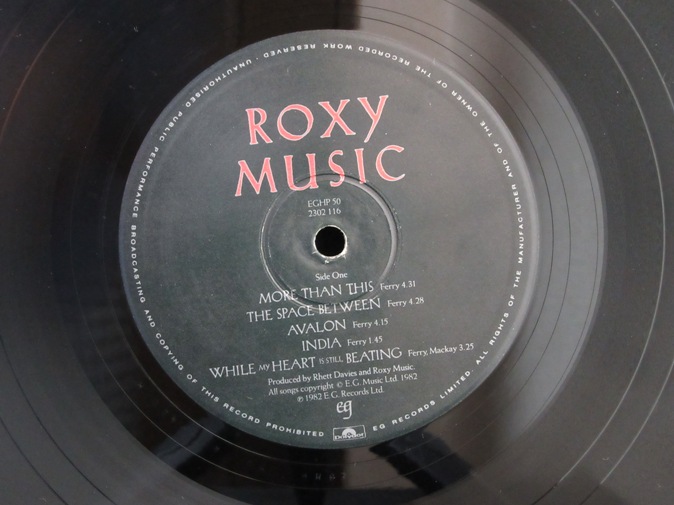 ROXY
MUSIC
EGHP 50
2302 116
Side One
MORE THAN THIS Ferry 4.31
THE SPACE BETWEEN Ferry 4.28
AVALON Ferry 4.15
INDIA Ferry 1.45
WHILE MY HEART IS STILL BEATING Ferry, Mackay 3.25
Produced by Rhett Davies and Roxy Music.
All songs copyright © E.G. Music Ltd. 1982
℗ 1982 E.G. Records Ltd.
eg
Polydor
EG RECORDS LIMITED. ALL RIGHTS OF THE MANUFACTURER AND OF THE OWNER OF THE RECORDED WORK RESERVED · UNAUTHORISED PUBLIC PERFORMANCE BROADCASTING AND COPYING OF THIS RECORD PROHIBITED